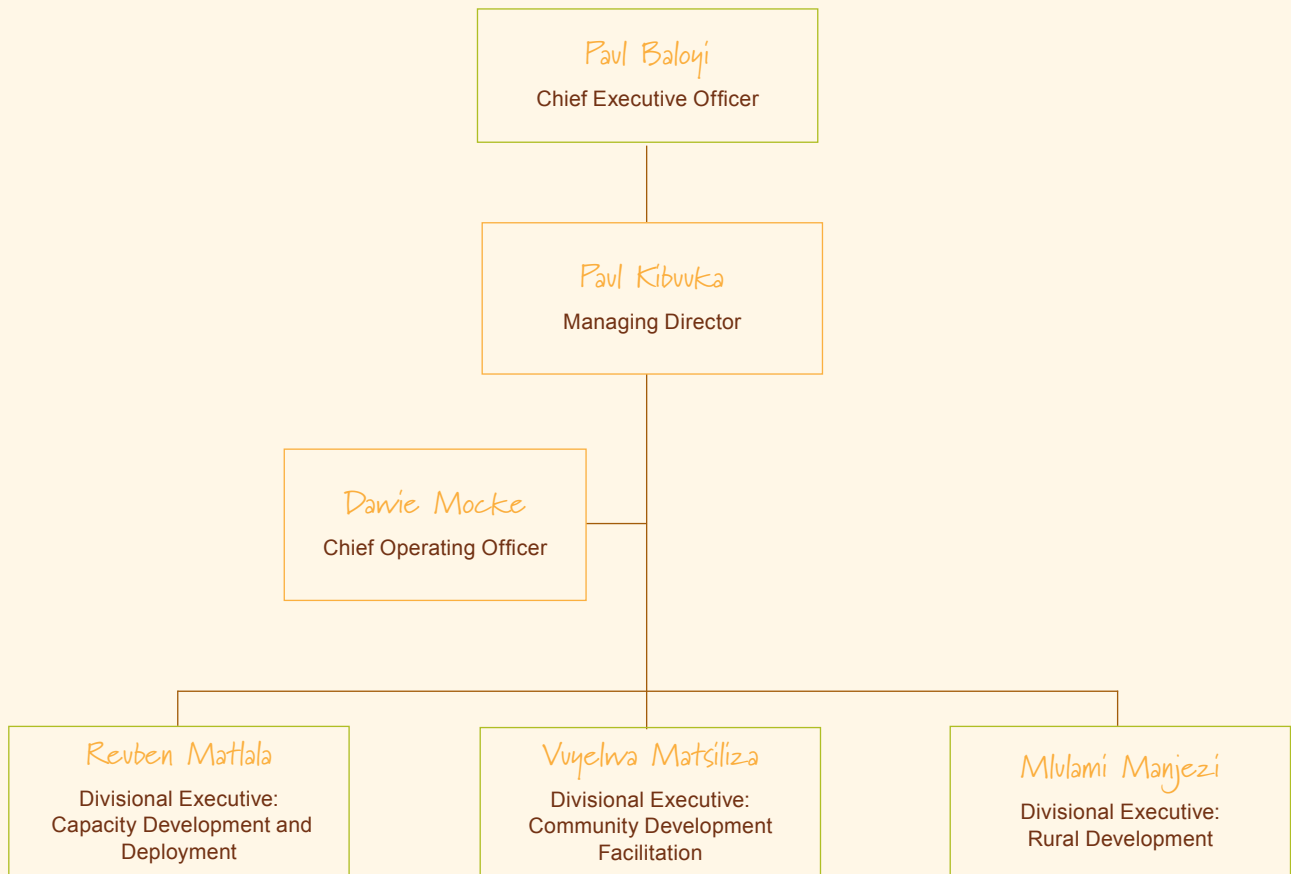 Paul Baloyi
Chief Executive Officer
Paul Kibuuka
Managing Director
Dawie Mocke
Chief Operating Officer
Reuben Matlala
Divisional Executive:
Capacity Development and
Deployment
Vuyelwa Matsiliza
Divisional Executive:
Community Development
Facilitation
Mlulami Manjezi
Divisional Executive:
Rural Development